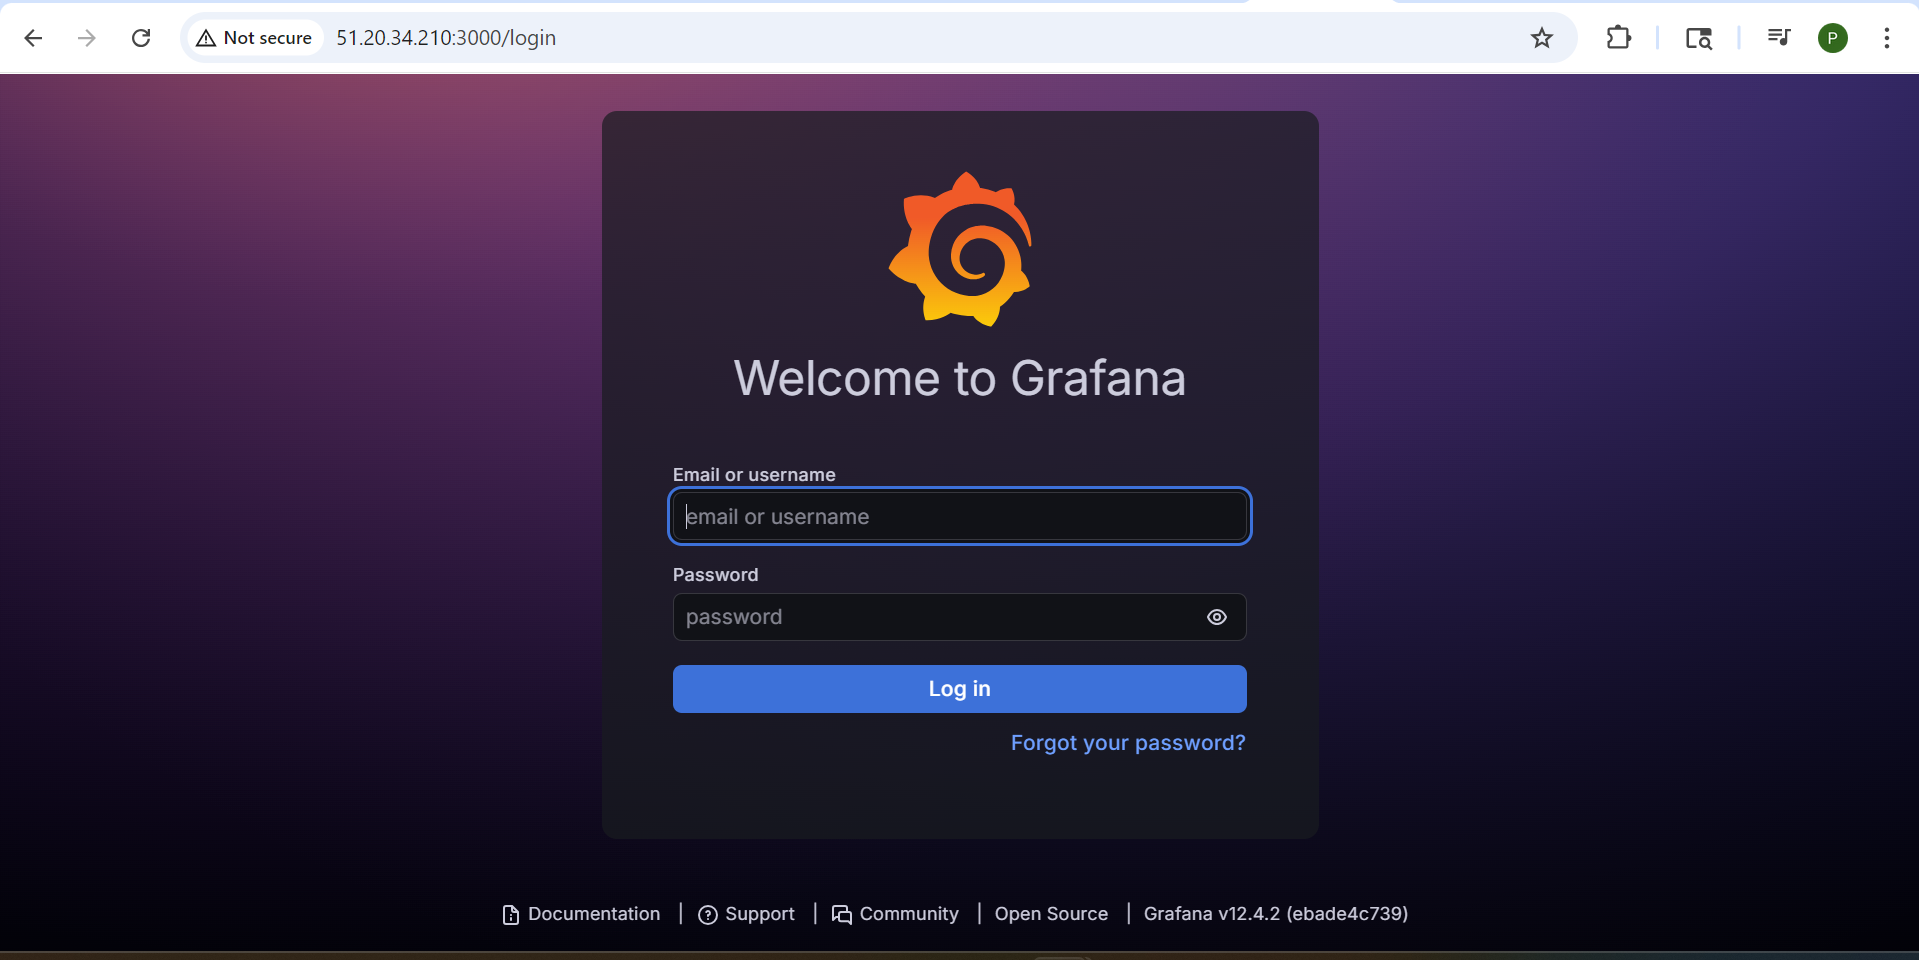 Not secure 51.20.34.210:3000/login
P
Welcome to Grafana
Email or username
email or username
Password
password
Log in
Forgot your password?
Documentation | Support | Community | Open Source | Grafana v12.4.2 (ebade4c739)